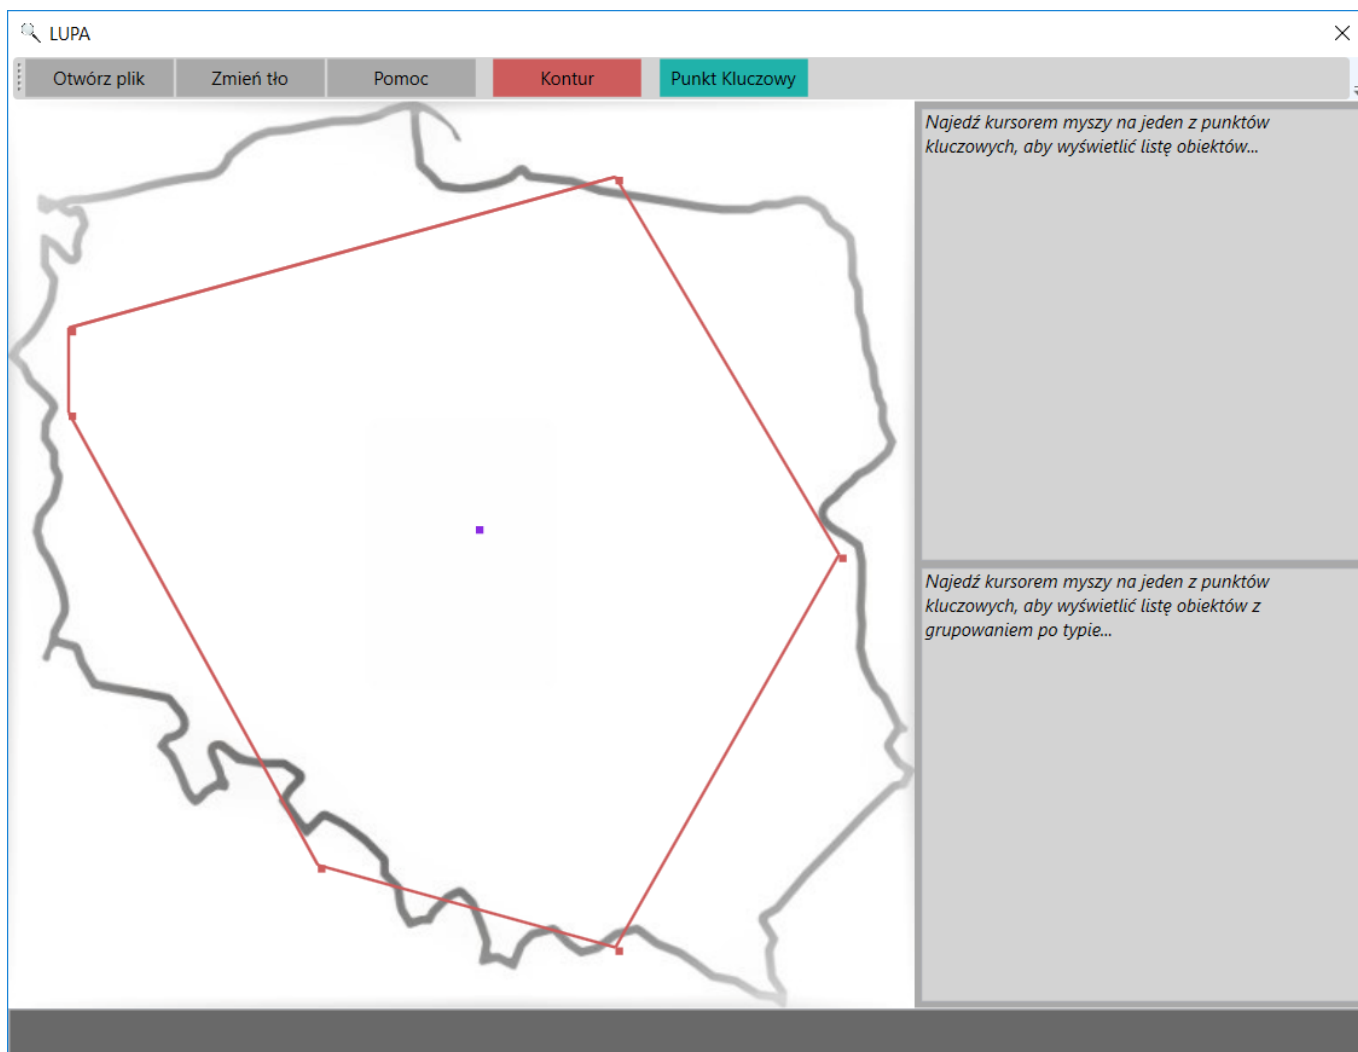 LUPA
Otwórz plik
Zmień tło
Pomoc
Kontur
Punkt Kluczowy
Najedź kursorem myszy na jeden z punktów
kluczowych, aby wyświetlić listę obiektów...
Najedź kursorem myszy na jeden z punktów
kluczowych, aby wyświetlić listę obiektów z
grupowaniem po typie...